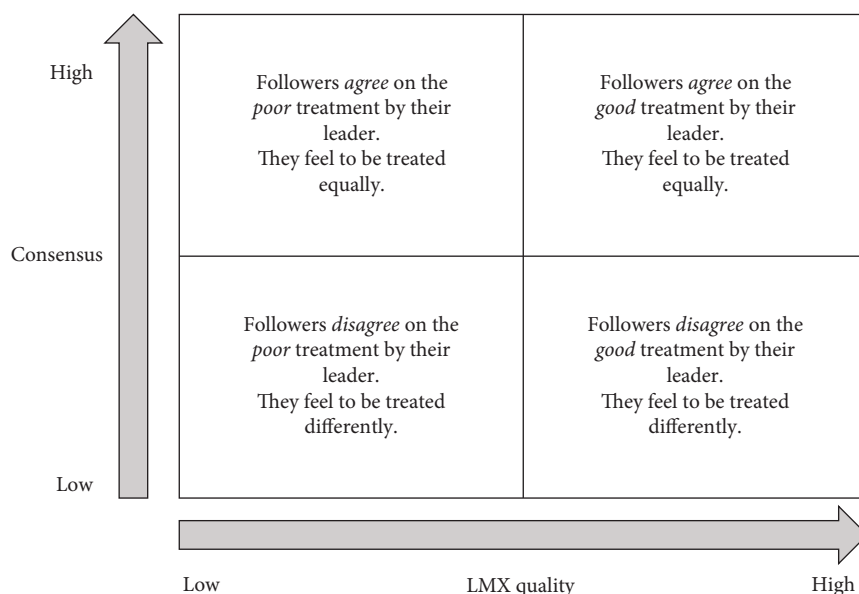 High
Followers agree on the
poor treatment by their
leader.
They feel to be treated
equally.
Followers agree on the
good treatment by their
leader.
They feel to be treated
equally.
Consensus
Followers disagree on the
poor treatment by their
leader.
They feel to be treated
differently.
Followers disagree on the
good treatment by their
leader.
They feel to be treated
differently.
Low
Low
LMX quality
High